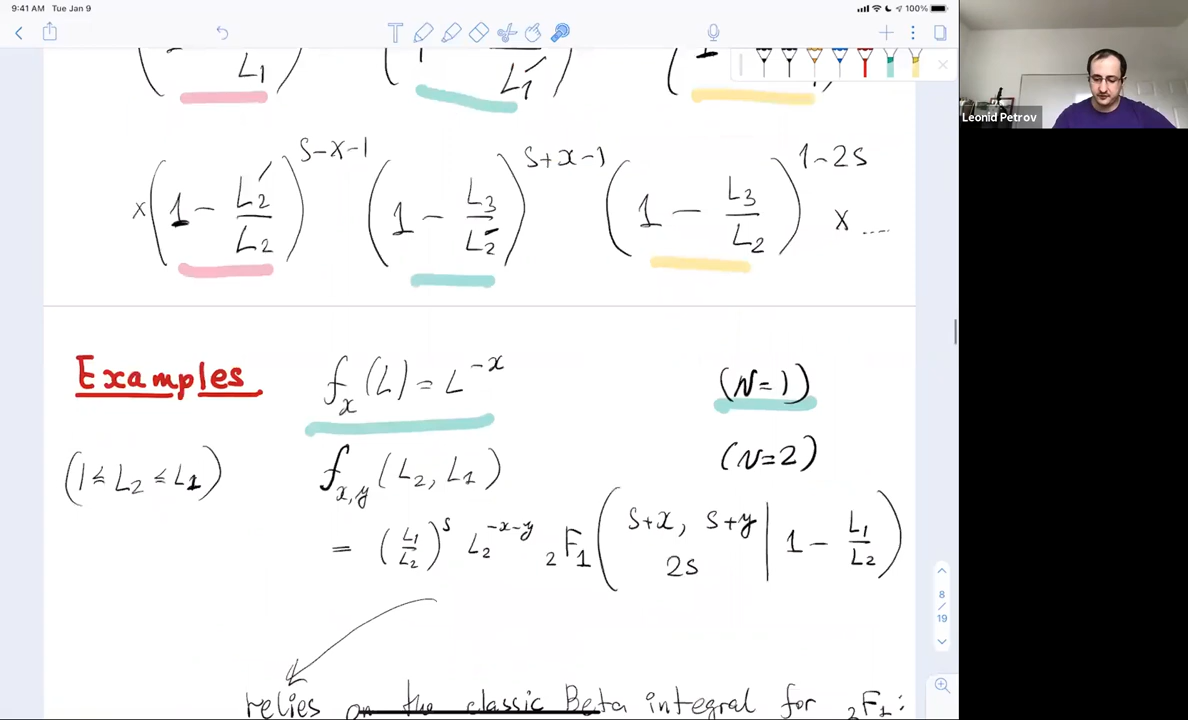 9:41 AM Tue Jan 9 100%
L₁ L₁′
Leonid Petrov
×(1 − L₂′/L₂)^{S−x−1} (1 − L₃/L₂′)^{S+x−1} (1 − L₃/L₂)^{1−2S} × ....
Examples f_x(L) = L^{−x} (N=1)
(1 ≤ L₂ ≤ L₁) f_{x,y}(L₂, L₁) (N=2)
= (L₁/L₂)^S L₂^{−x−y} ₂F₁(S+x, S+y; 2S | 1 − L₁/L₂)
8
/
19
relies on the classic Beta integral for ₂F₁: